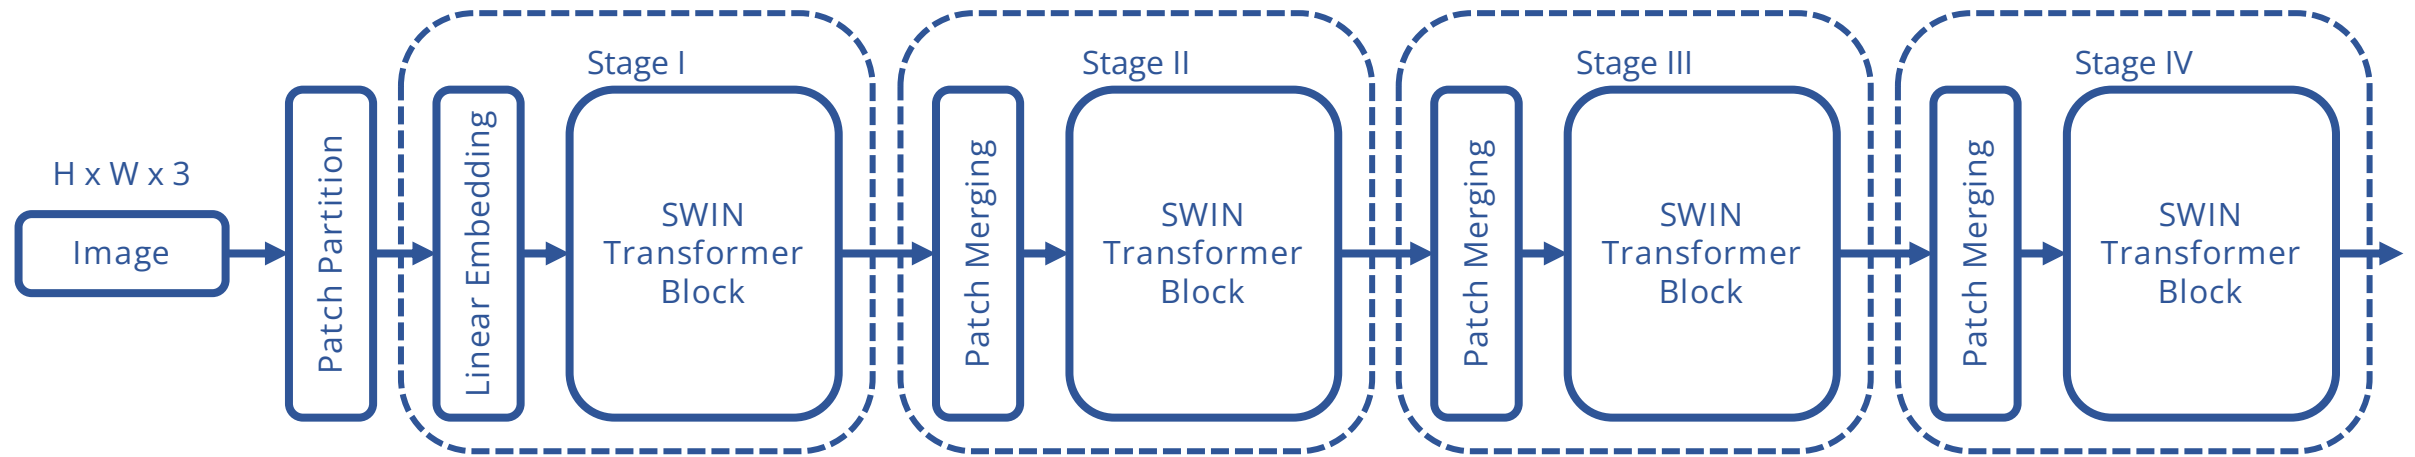 H x W x 3
Image
Patch Partition
Stage I
Linear Embedding
SWIN
Transformer
Block
Stage II
Patch Merging
SWIN
Transformer
Block
Stage III
Patch Merging
SWIN
Transformer
Block
Stage IV
Patch Merging
SWIN
Transformer
Block